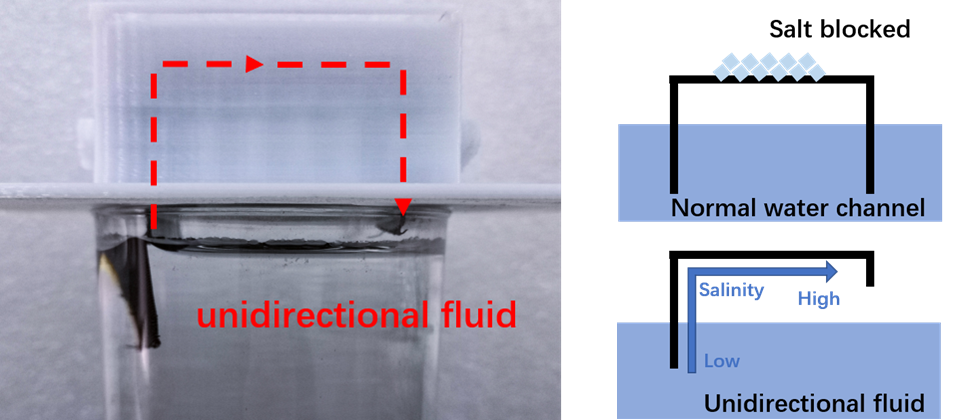 unidirectional fluid
Salt blocked
Normal water channel
Salinity
High
Low
Unidirectional fluid